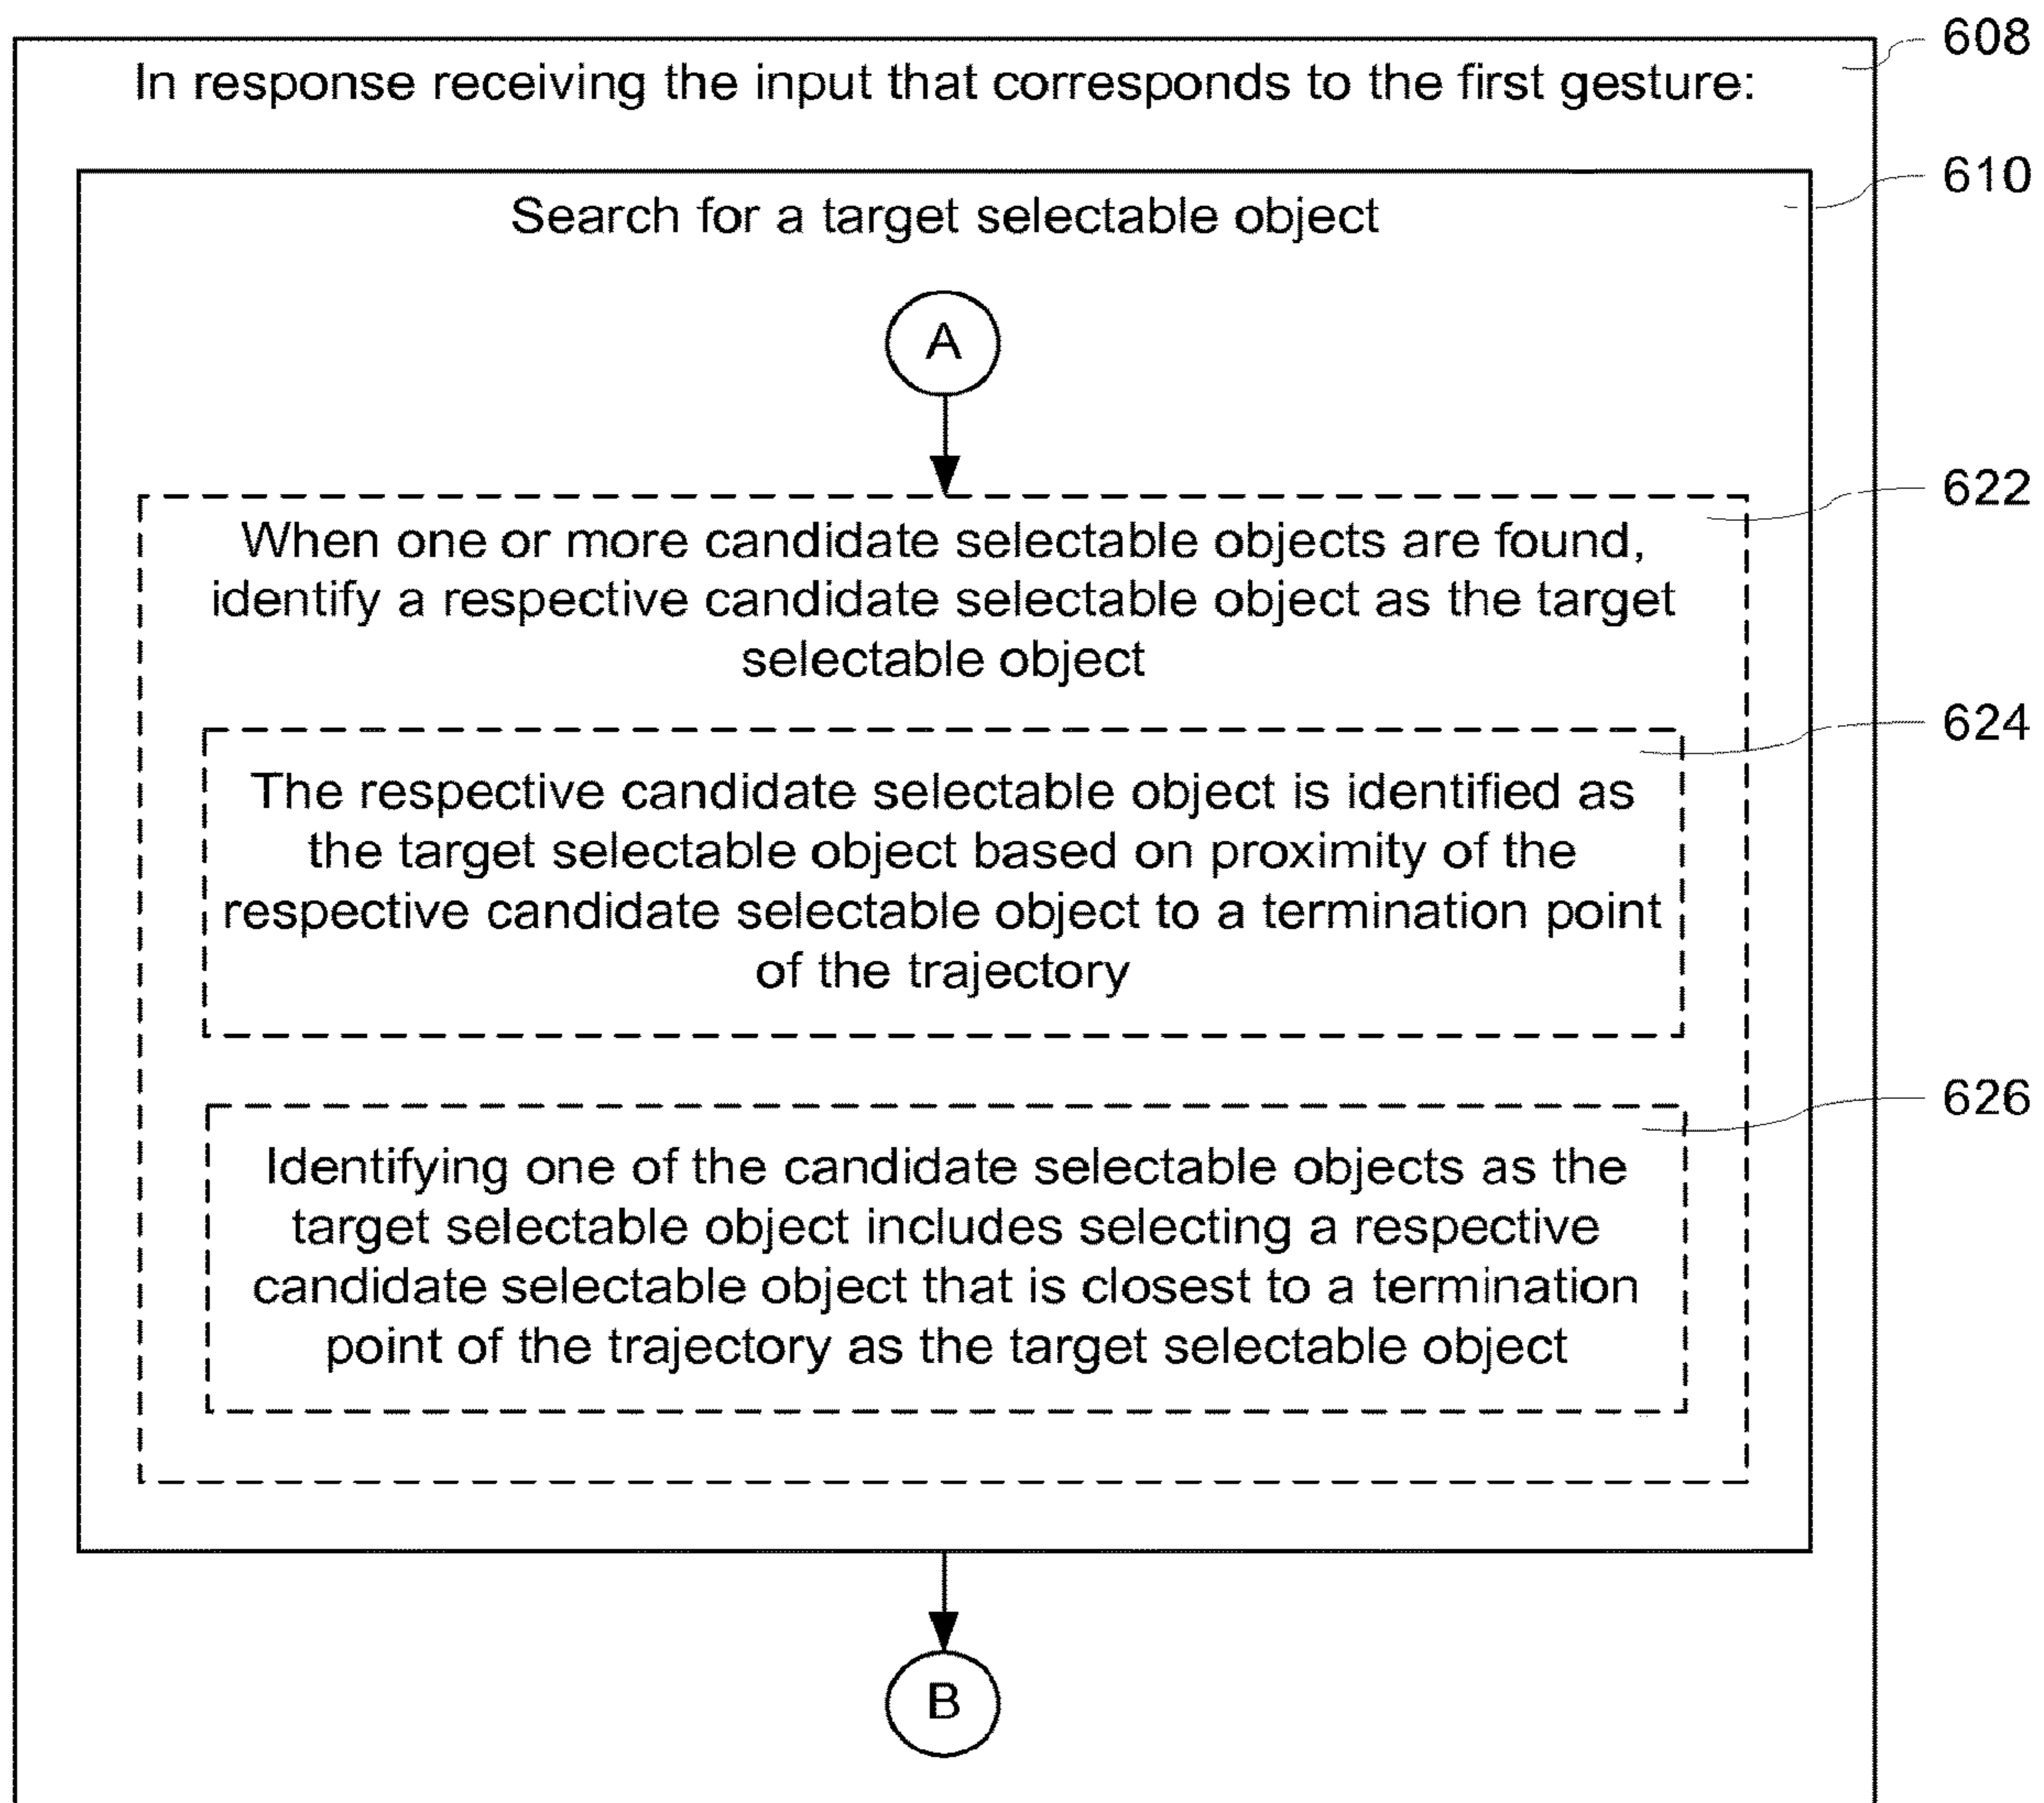 608
In response receiving the input that corresponds to the first gesture:
610
Search for a target selectable object
A
622
When one or more candidate selectable objects are found,
identify a respective candidate selectable object as the target
selectable object
624
The respective candidate selectable object is identified as
the target selectable object based on proximity of the
respective candidate selectable object to a termination point
of the trajectory
626
Identifying one of the candidate selectable objects as the
target selectable object includes selecting a respective
candidate selectable object that is closest to a termination
point of the trajectory as the target selectable object
B